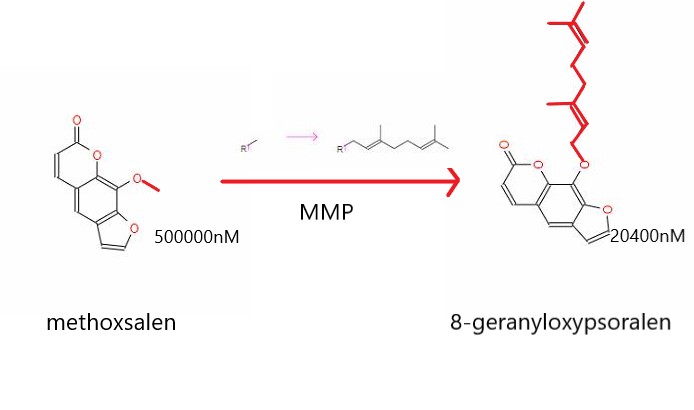 R
R
MMP
O
O
O
O
500000nM
O
O
O
O
20400nM
methoxsalen
8-geranyloxypsoralen